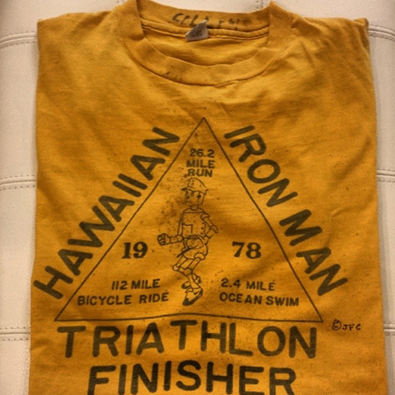 HAWAIIAN
IRON MAN
26.2
MILE
RUN
19 78
112 MILE
BICYCLE RIDE
2.4 MILE
OCEAN SWIM
©JFC
TRIATHLON
FINISHER